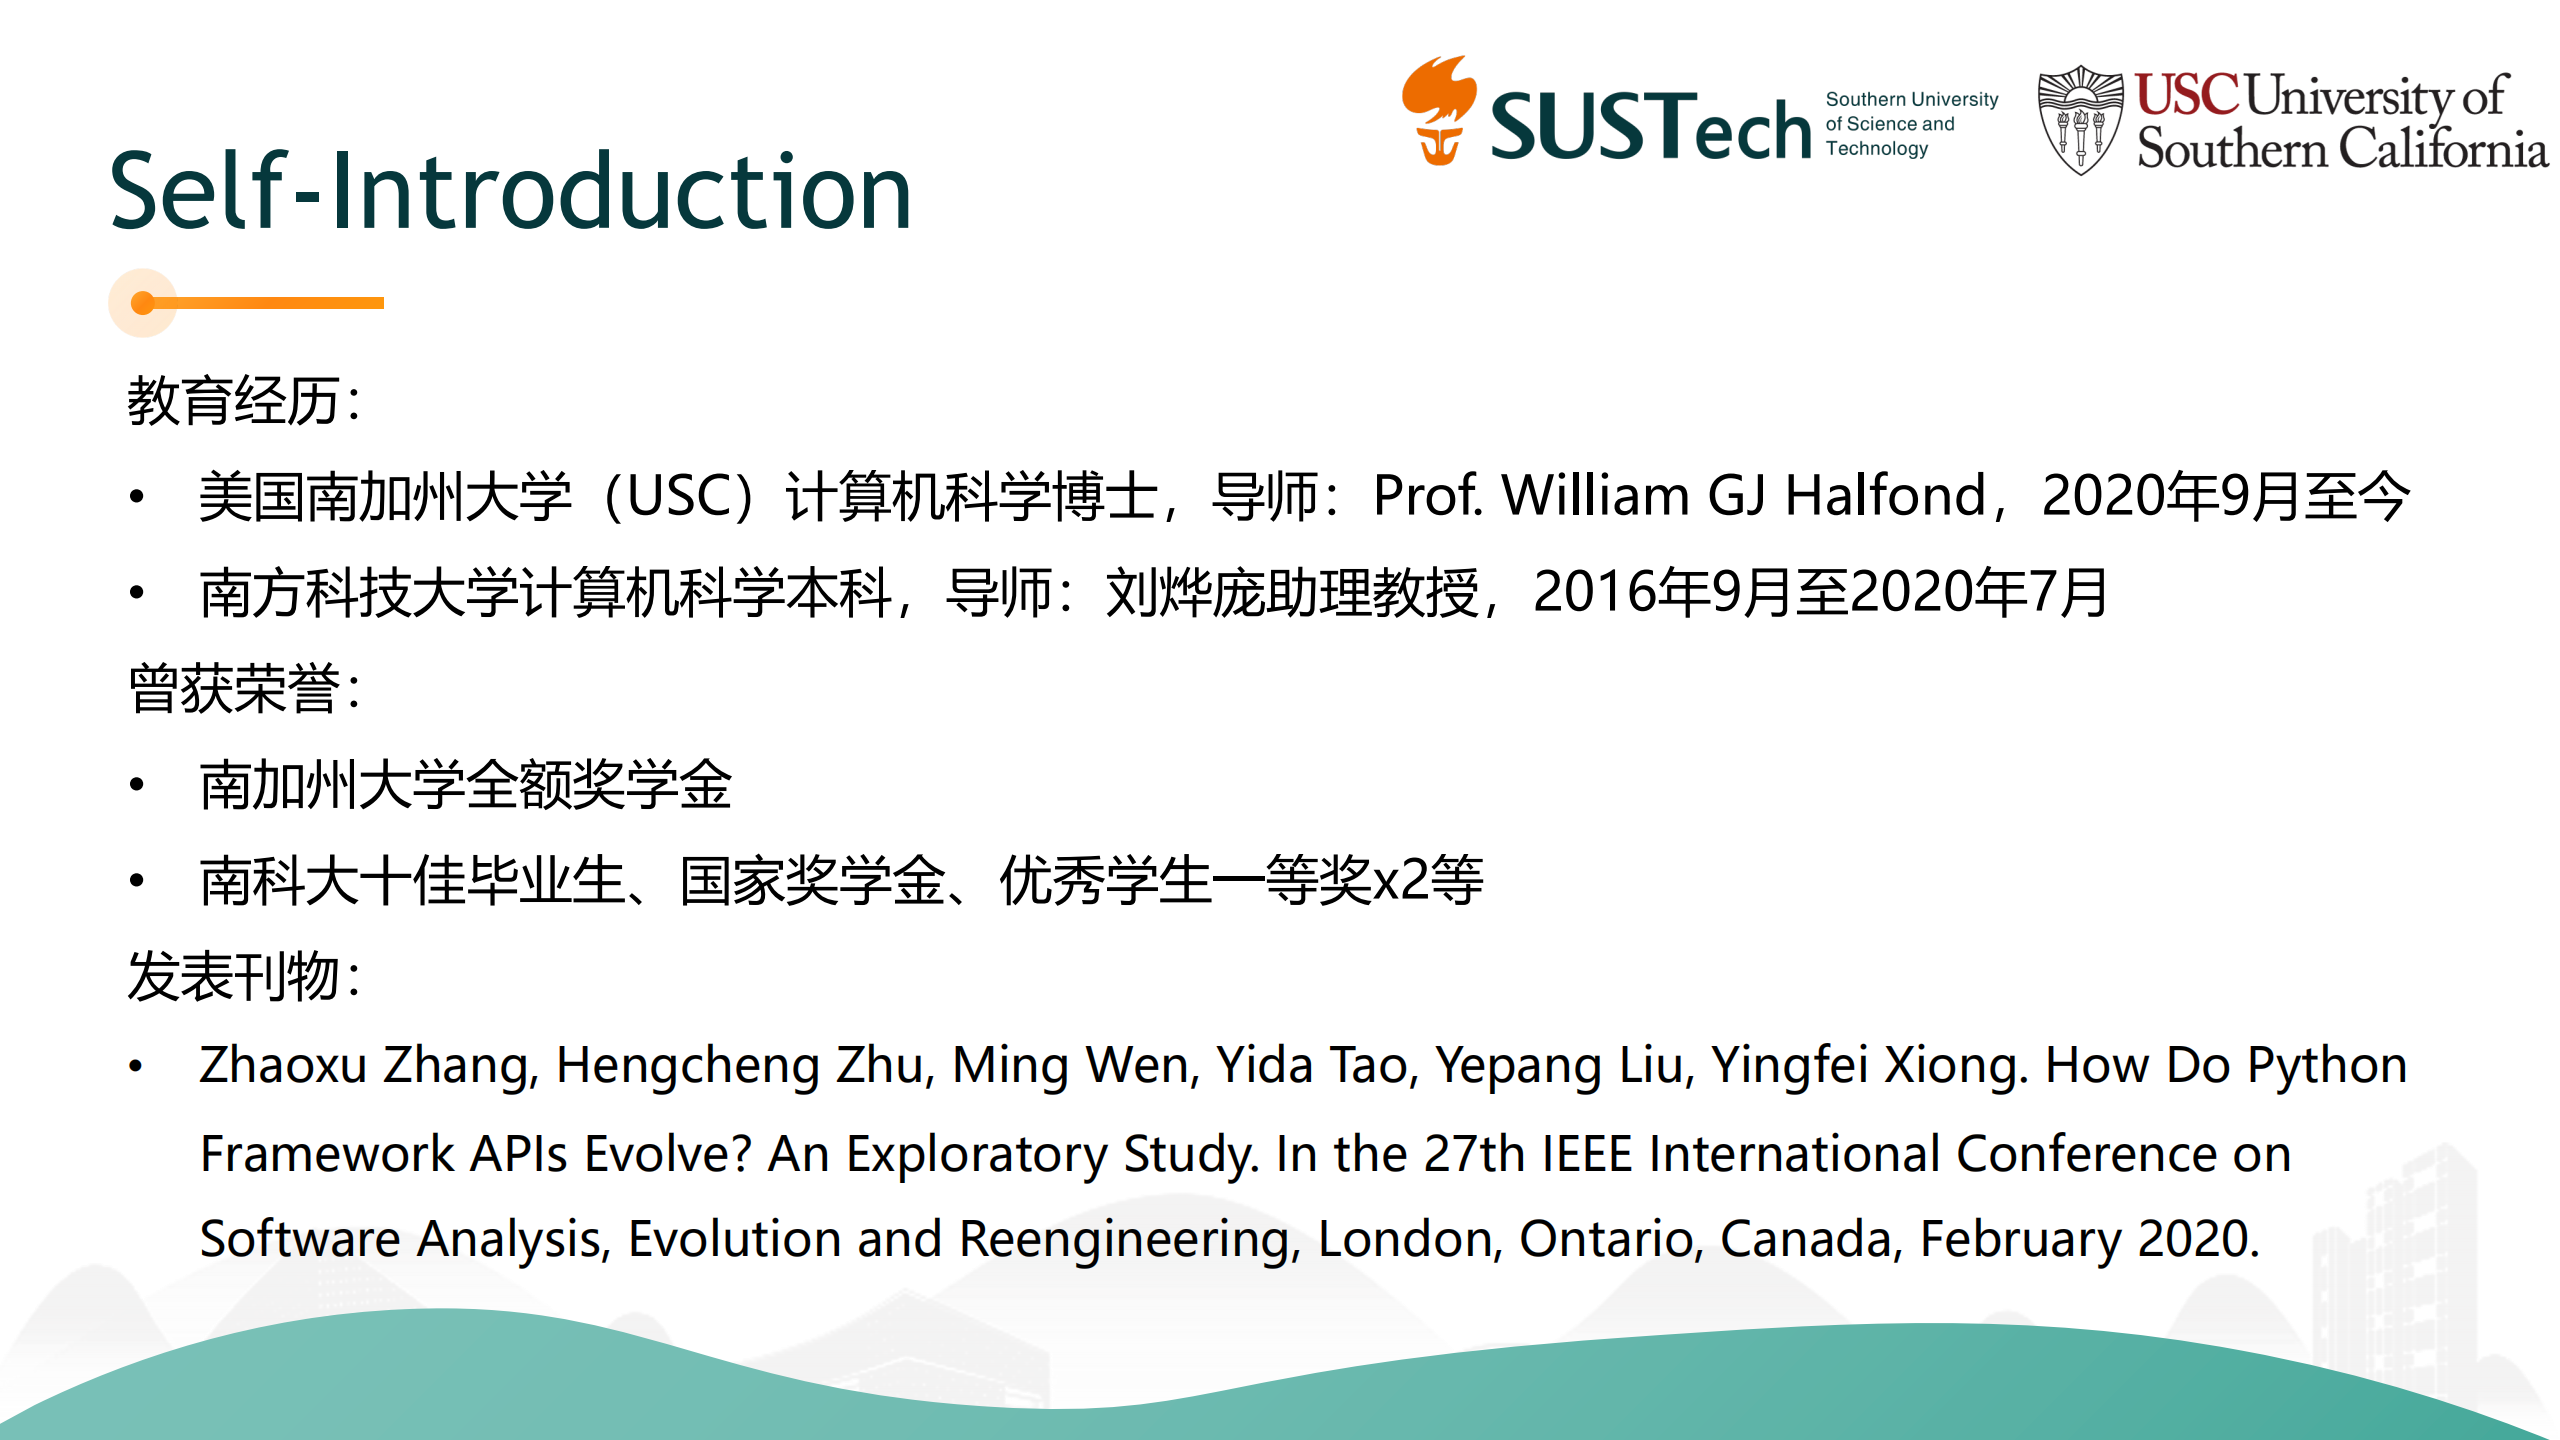 SUSTech
Southern University
of Science and
Technology
USC University of
Southern California
Self-Introduction
教育经历：
• 美国南加州大学（USC）计算机科学博士，导师：Prof. William GJ Halfond，2020年9月至今
• 南方科技大学计算机科学本科，导师：刘烨庞助理教授，2016年9月至2020年7月
曾获荣誉：
• 南加州大学全额奖学金
• 南科大十佳毕业生、国家奖学金、优秀学生一等奖x2等
发表刊物：
• Zhaoxu Zhang, Hengcheng Zhu, Ming Wen, Yida Tao, Yepang Liu, Yingfei Xiong. How Do Python
Framework APIs Evolve? An Exploratory Study. In the 27th IEEE International Conference on
Software Analysis, Evolution and Reengineering, London, Ontario, Canada, February 2020.